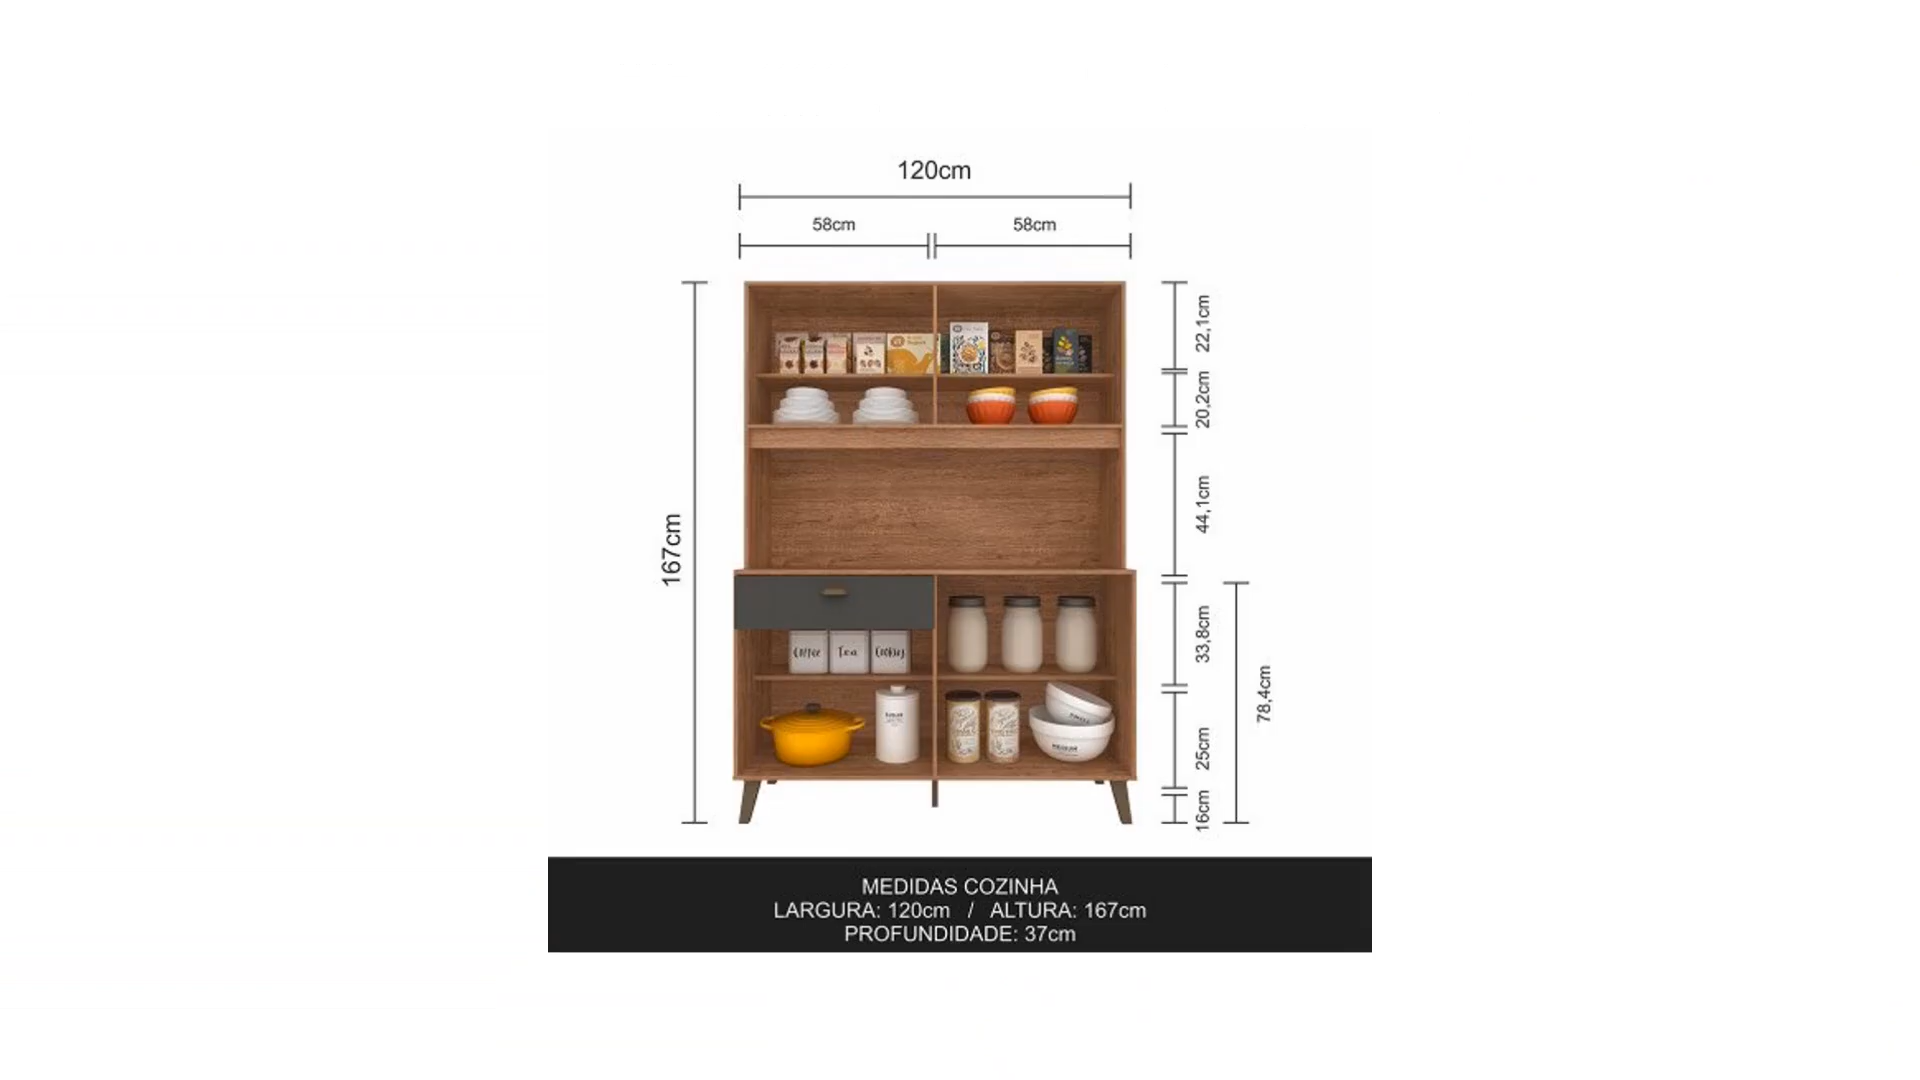 120cm
58cm
58cm
167cm
22,1cm
20,2cm
44,1cm
33,8cm
25cm
16cm
78,4cm
Coffee
Tea
Cookies
MEDIDAS COZINHA
LARGURA: 120cm / ALTURA: 167cm
PROFUNDIDADE: 37cm